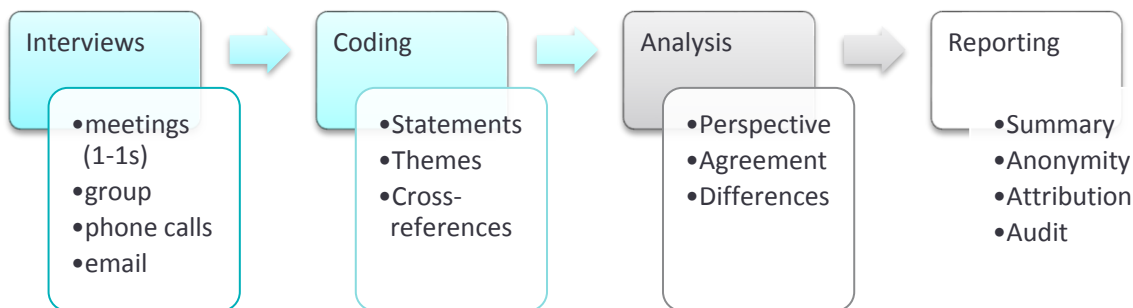 Interviews
•meetings
(1-1s)
•group
•phone calls
•email
Coding
•Statements
•Themes
•Cross-
references
Analysis
•Perspective
•Agreement
•Differences
Reporting
•Summary
•Anonymity
•Attribution
•Audit